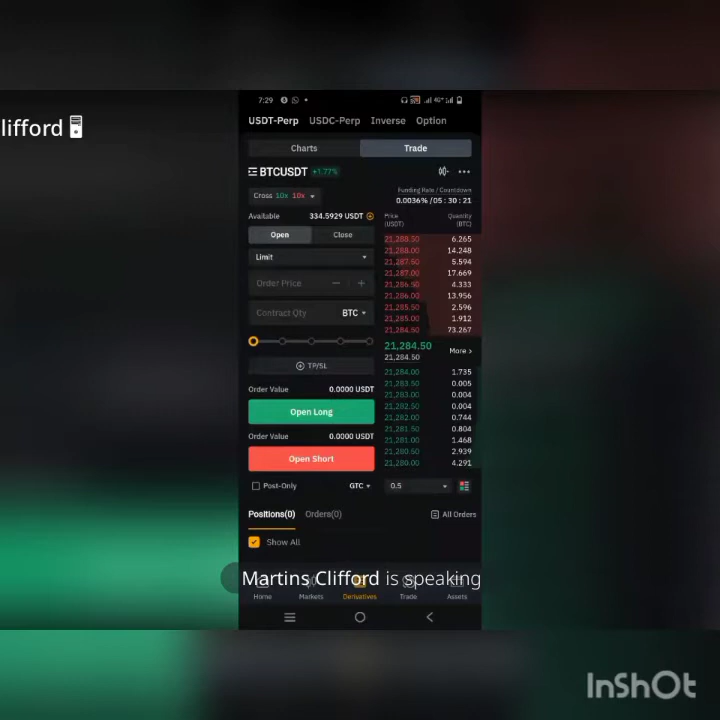 lifford
7:29
4G+
USDT-Perp USDC-Perp Inverse Option
Charts Trade
BTCUSDT +1.77%
Cross 10x 10x
Funding Rate / Countdown
0.0036% /05 : 30 : 21
Available 334.5929 USDT
Price (USDT) Quantity (BTC)
Open Close
Limit
Order Price − +
Contract Qty BTC
21,288.50 6.265
21,288.00 14.248
21,287.50 5.594
21,287.00 17.669
21,286.50 4.333
21,286.00 13.956
21,285.50 2.596
21,285.00 1.912
21,284.50 73.267
21,284.50
21,284.50
More >
TP/SL
Order Value 0.0000 USDT
Open Long
Order Value 0.0000 USDT
Open Short
21,284.00 1.735
21,283.50 0.005
21,283.00 0.004
21,282.50 0.004
21,282.00 0.744
21,281.50 0.804
21,281.00 1.468
21,280.50 2.939
21,280.00 4.291
Post-Only GTC 0.5
Positions(0) Orders(0) All Orders
Show All
Martins Clifford is speaking
Home Markets Derivatives Trade Assets
InShOt